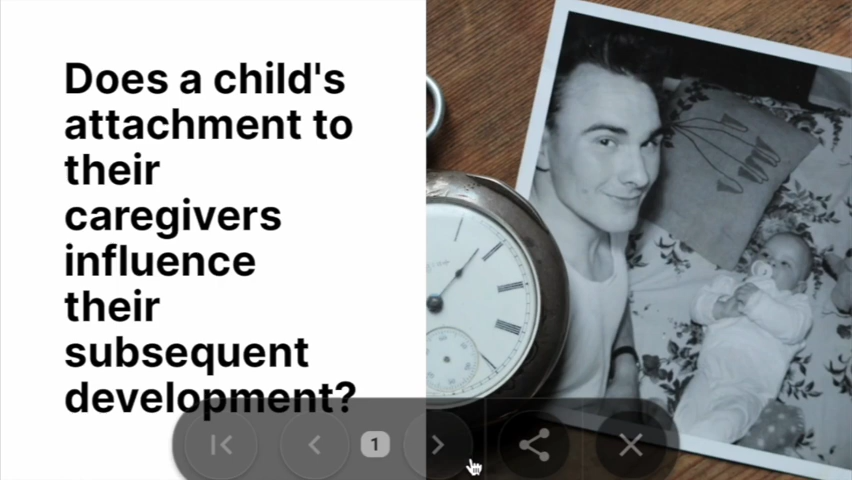 Does a child's
attachment to
their
caregivers
influence
their
subsequent
development?
1